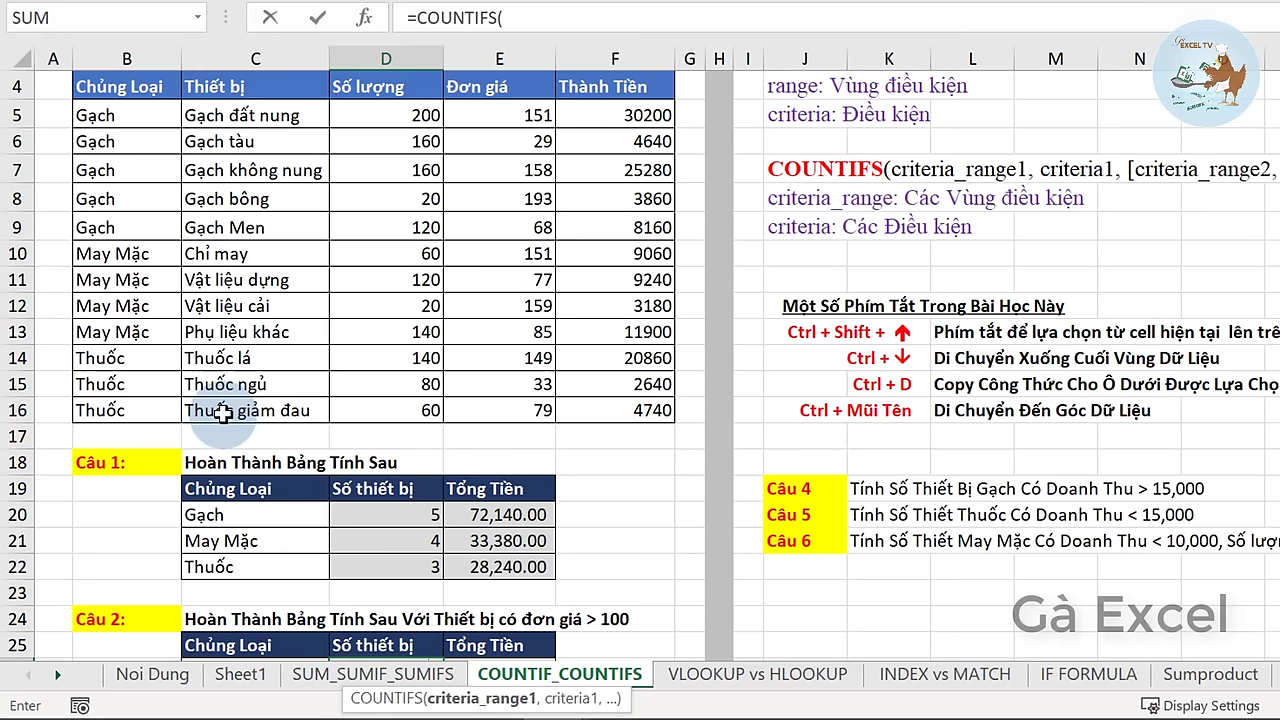 SUM =COUNTIFS(
A B C D E F G H I J K L M N
4 Chủng Loại Thiết bị Số lượng Đơn giá Thành Tiền range: Vùng điều kiện
5 Gạch Gạch đất nung 200 151 30200 criteria: Điều kiện
6 Gạch Gạch tàu 160 29 4640
7 Gạch Gạch không nung 160 158 25280 COUNTIFS(criteria_range1, criteria1, [criteria_range2,
8 Gạch Gạch bông 20 193 3860 criteria_range: Các Vùng điều kiện
9 Gạch Gạch Men 120 68 8160 criteria: Các Điều kiện
10 May Mặc Chỉ may 60 151 9060
11 May Mặc Vật liệu dựng 120 77 9240
12 May Mặc Vật liệu cải 20 159 3180 Một Số Phím Tắt Trong Bài Học Này
13 May Mặc Phụ liệu khác 140 85 11900 Ctrl + Shift + ↑ Phím tắt để lựa chọn từ cell hiện tại lên trê
14 Thuốc Thuốc lá 140 149 20860 Ctrl + ↓ Di Chuyển Xuống Cuối Vùng Dữ Liệu
15 Thuốc Thuốc ngủ 80 33 2640 Ctrl + D Copy Công Thức Cho Ô Dưới Được Lựa Chọ
16 Thuốc Thuốc giảm đau 60 79 4740 Ctrl + Mũi Tên Di Chuyển Đến Góc Dữ Liệu
17
18 Câu 1: Hoàn Thành Bảng Tính Sau
19 Chủng Loại Số thiết bị Tổng Tiền Câu 4 Tính Số Thiết Bị Gạch Có Doanh Thu > 15,000
20 Gạch 5 72,140.00 Câu 5 Tính Số Thiết Thuốc Có Doanh Thu < 15,000
21 May Mặc 4 33,380.00 Câu 6 Tính Số Thiết May Mặc Có Doanh Thu < 10,000, Số lượ
22 Thuốc 3 28,240.00
23
24 Câu 2: Hoàn Thành Bảng Tính Sau Với Thiết bị có đơn giá > 100
25 Chủng Loại Số thiết bị Tổng Tiền
Gà Excel
Noi Dung Sheet1 SUM_SUMIF_SUMIFS COUNTIF_COUNTIFS VLOOKUP vs HLOOKUP INDEX vs MATCH IF FORMULA Sumproduct
COUNTIFS(criteria_range1, criteria1, ...)
Enter Display Settings